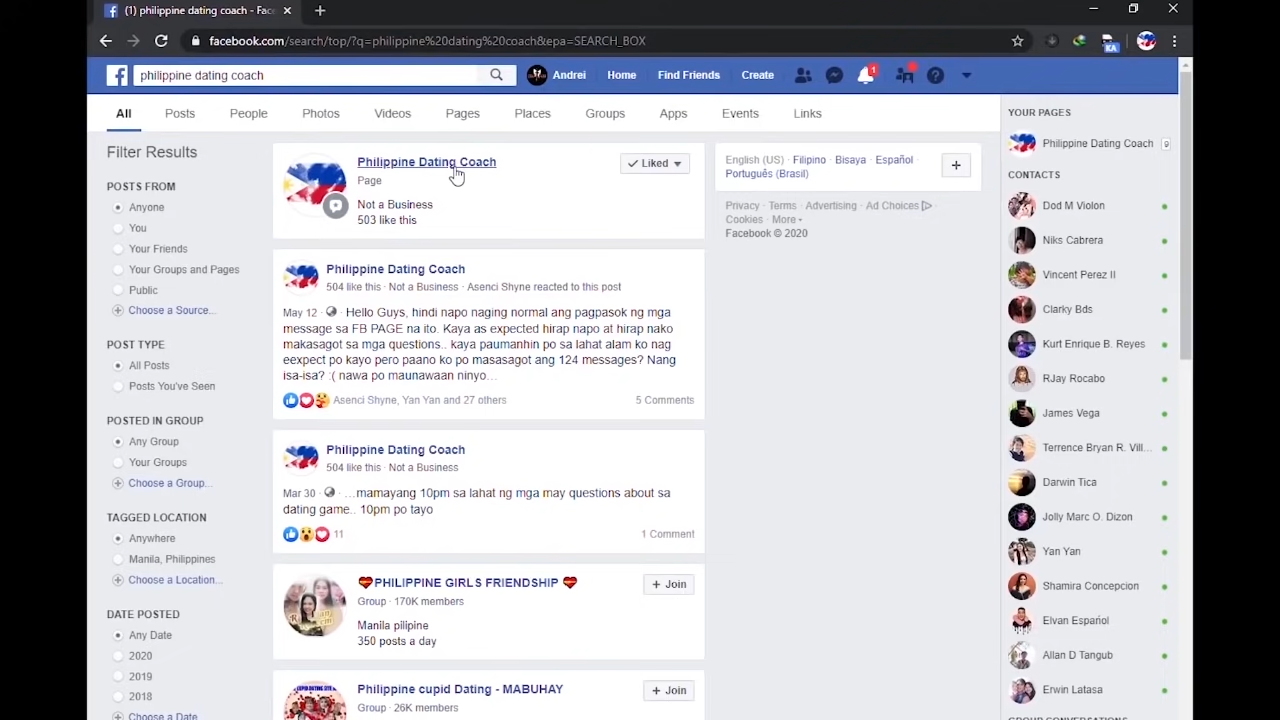 (1) philippine dating coach - Fac
facebook.com/search/top/?q=philippine%20dating%20coach&epa=SEARCH_BOX
KA
philippine dating coach
Andrei
Home
Find Friends
Create
1
All
Posts
People
Photos
Videos
Pages
Places
Groups
Apps
Events
Links
Filter Results
POSTS FROM
Anyone
You
Your Friends
Your Groups and Pages
Public
Choose a Source...
POST TYPE
All Posts
Posts You've Seen
POSTED IN GROUP
Any Group
Your Groups
Choose a Group...
TAGGED LOCATION
Anywhere
Manila, Philippines
Choose a Location...
DATE POSTED
Any Date
2020
2019
2018
Choose a Date
Philippine Dating Coach
Page
Not a Business
503 like this
Liked
Philippine Dating Coach
504 like this · Not a Business · Asenci Shyne reacted to this post
May 12 · Hello Guys, hindi napo naging normal ang pagpasok ng mga
message sa FB PAGE na ito. Kaya as expected hirap napo at hirap nako
makasagot sa mga questions.. kaya paumanhin po sa lahat alam ko nag
eexpect po kayo pero paano ko po masasagot ang 124 messages? Nang
isa-isa? :( nawa po maunawaan ninyo…
Asenci Shyne, Yan Yan and 27 others
5 Comments
Philippine Dating Coach
504 like this · Not a Business
Mar 30 · …mamayang 10pm sa lahat ng mga may questions about sa
dating game.. 10pm po tayo
11
1 Comment
PHILIPPINE GIRLS FRIENDSHIP
Group · 170K members
Manila pilipine
350 posts a day
+ Join
Philippine cupid Dating - MABUHAY
Group · 26K members
+ Join
English (US) · Filipino · Bisaya · Español ·
Português (Brasil)
Privacy · Terms · Advertising · Ad Choices ·
Cookies · More
Facebook © 2020
YOUR PAGES
Philippine Dating Coach
9
CONTACTS
Dod M Violon
Niks Cabrera
Vincent Perez II
Clarky Bds
Kurt Enrique B. Reyes
RJay Rocabo
James Vega
Terrence Bryan R. Vill...
Darwin Tica
Jolly Marc O. Dizon
Yan Yan
Shamira Concepcion
Elvan Español
Allan D Tangub
Erwin Latasa
GROUP CONVERSATIONS